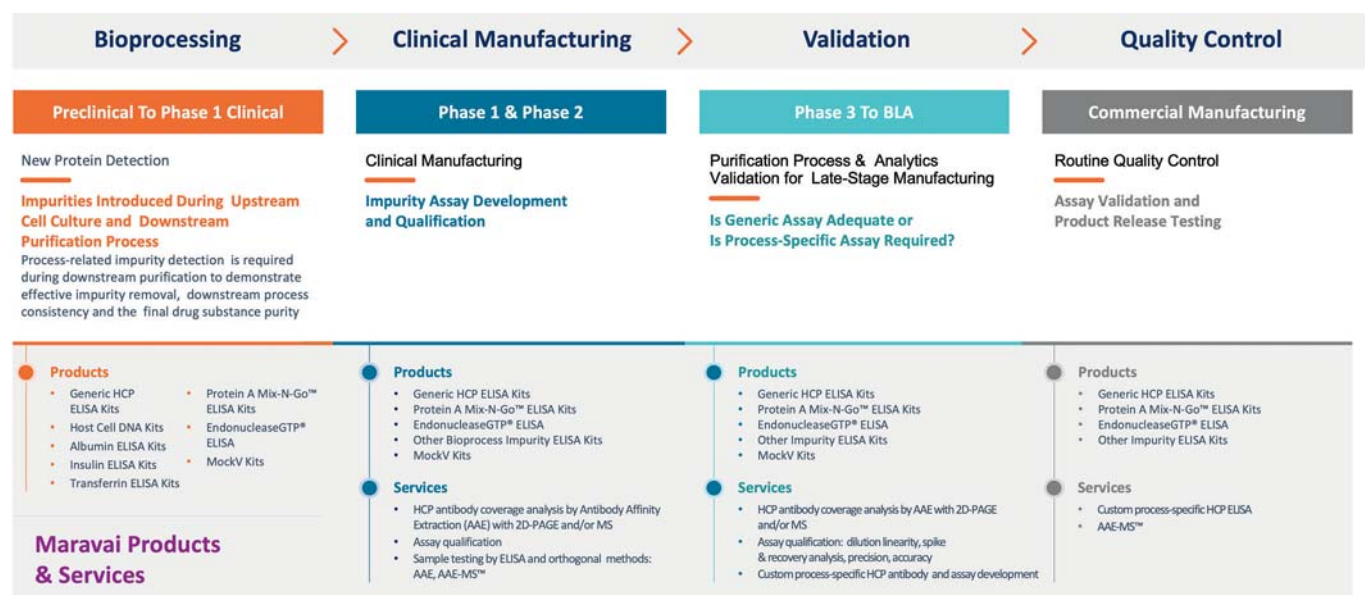 Bioprocessing
Clinical Manufacturing
Validation
Quality Control
Preclinical To Phase 1 Clinical
New Protein Detection
Impurities Introduced During Upstream
Cell Culture and Downstream
Purification Process
Process-related impurity detection is required
during downstream purification to demonstrate
effective impurity removal, downstream process
consistency and the final drug substance purity
Products
• Generic HCP
ELISA Kits
• Host Cell DNA Kits
• Albumin ELISA Kits
• Insulin ELISA Kits
• Transferrin ELISA Kits
• Protein A Mix-N-Go™
ELISA Kits
• EndonucleaseGTP®
ELISA
• MockV Kits
Maravai Products
& Services
Phase 1 & Phase 2
Clinical Manufacturing
Impurity Assay Development
and Qualification
Products
• Generic HCP ELISA Kits
• Protein A Mix-N-Go™ ELISA Kits
• EndonucleaseGTP® ELISA
• Other Bioprocess Impurity ELISA Kits
• MockV Kits
Services
• HCP antibody coverage analysis by Antibody Affinity
Extraction (AAE) with 2D-PAGE and/or MS
• Assay qualification
• Sample testing by ELISA and orthogonal methods:
AAE, AAE-MS™
Phase 3 To BLA
Purification Process & Analytics
Validation for Late-Stage Manufacturing
Is Generic Assay Adequate or
Is Process-Specific Assay Required?
Products
• Generic HCP ELISA Kits
• Protein A Mix-N-Go™ ELISA Kits
• EndonucleaseGTP® ELISA
• Other Impurity ELISA Kits
• MockV Kits
Services
• HCP antibody coverage analysis by AAE with 2D-PAGE
and/or MS
• Assay qualification: dilution linearity, spike
& recovery analysis, precision, accuracy
• Custom process-specific HCP antibody and assay development
Commercial Manufacturing
Routine Quality Control
Assay Validation and
Product Release Testing
Products
• Generic HCP ELISA Kits
• Protein A Mix-N-Go™ ELISA Kits
• EndonucleaseGTP® ELISA
• Other Impurity ELISA Kits
Services
• Custom process-specific HCP ELISA
• AAE-MS™